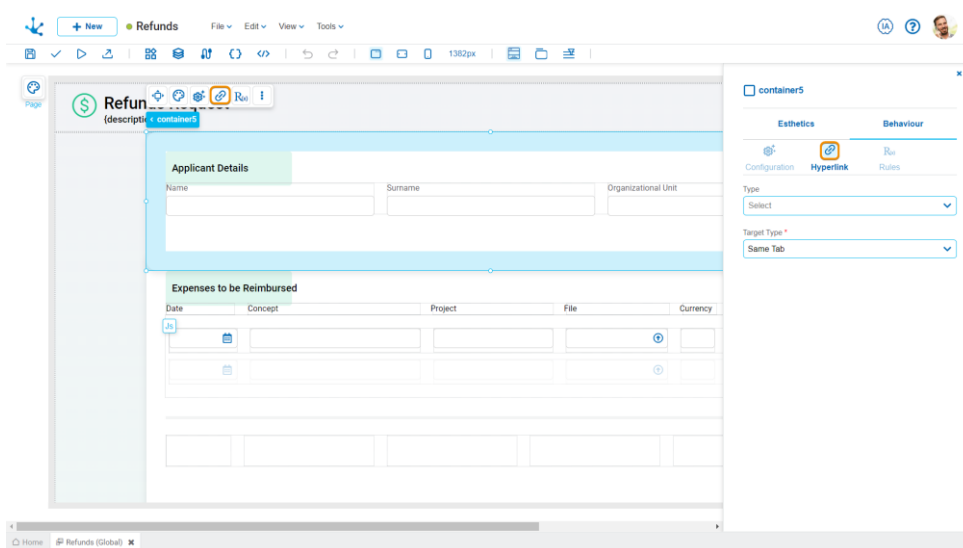 + New
Refunds
File
Edit
View
Tools
IA
?
1382px
Page
Refun
(descriptio
R(x)
container5
Applicant Details
Name
Surname
Organizational Unit
Expenses to be Reimbursed
Date
Concept
Project
File
Currency
Js
container5
Esthetics
Behaviour
R(x)
Configuration
Hyperlink
Rules
Type
Select
Target Type *
Same Tab
Home
Refunds (Global)